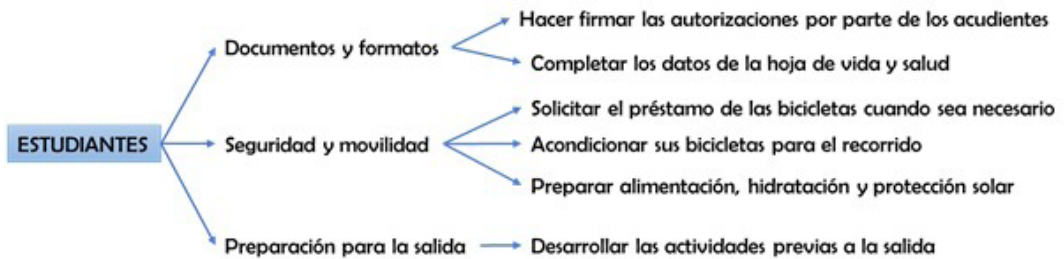 ESTUDIANTES
Documentos y formatos
Hacer firmar las autorizaciones por parte de los acudientes
Completar los datos de la hoja de vida y salud
Seguridad y movilidad
Solicitar el préstamo de las bicicletas cuando sea necesario
Acondicionar sus bicicletas para el recorrido
Preparar alimentación, hidratación y protección solar
Preparación para la salida
Desarrollar las actividades previas a la salida